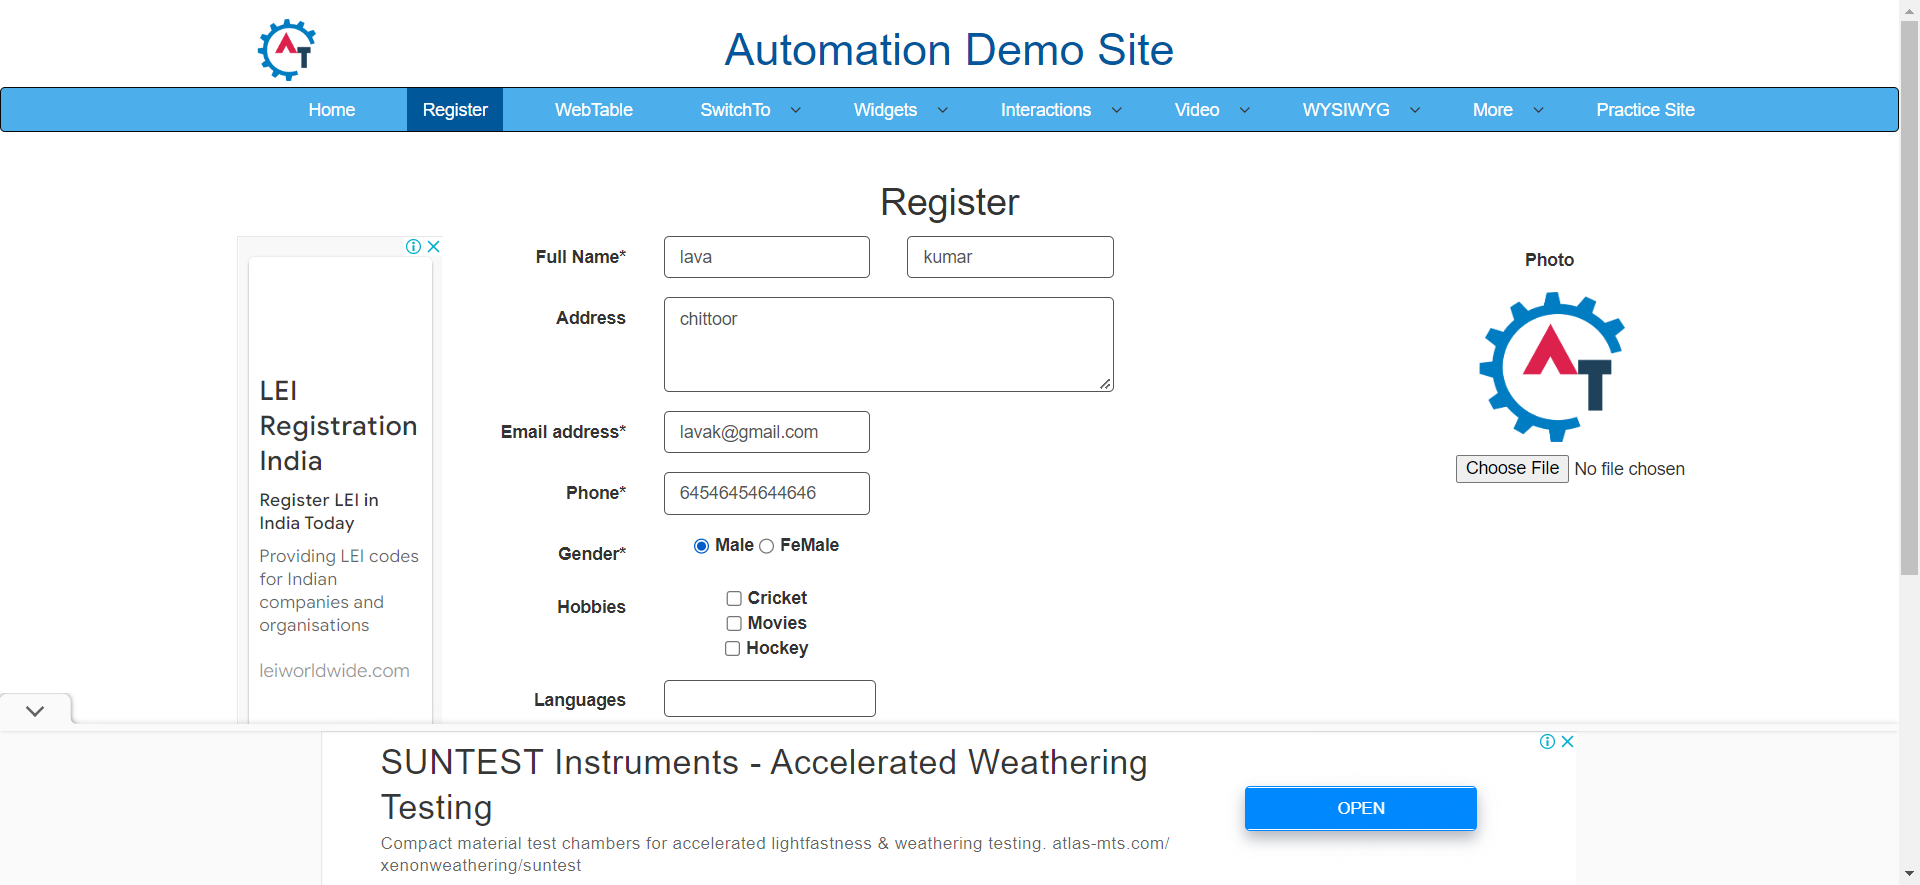 AT
Automation Demo Site
Home Register WebTable SwitchTo Widgets Interactions Video WYSIWYG More Practice Site
Register
Full Name* lava kumar
Address chittoor
Email address* lavak@gmail.com
Phone* 64546454644646
Gender* Male FeMale
Hobbies Cricket
Movies
Hockey
Languages
Photo
AT
Choose File No file chosen
LEI
Registration
India
Register LEI in
India Today
Providing LEI codes
for Indian
companies and
organisations
leiworldwide.com
SUNTEST Instruments - Accelerated Weathering
Testing
Compact material test chambers for accelerated lightfastness & weathering testing. atlas-mts.com/
xenonweathering/suntest
OPEN